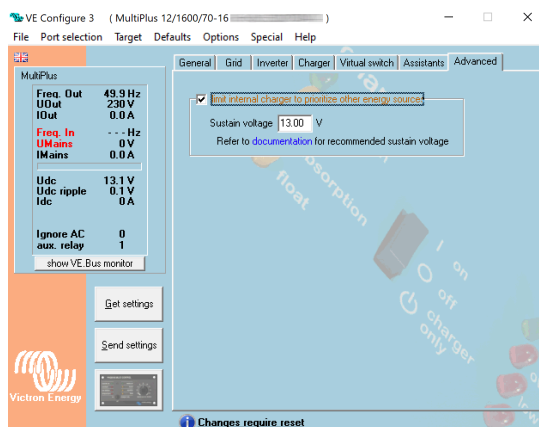 VE Configure 3 ( MultiPlus 12/1600/70-16 )
File Port selection Target Defaults Options Special Help
General Grid Inverter Charger Virtual switch Assistants Advanced
MultiPlus
Freq. Out 49.9 Hz
UOut 230 V
IOut 0.0 A
Freq. In - - - Hz
UMains 0 V
IMains 0.0 A
Udc 13.1 V
Udc ripple 0.1 V
Idc 0 A
Ignore AC 0
aux. relay 1
show VE.Bus monitor
Get settings
Send settings
Victron Energy
limit internal charger to prioritize other energy sources
Sustain voltage 13.00 V
Refer to documentation for recommended sustain voltage
absorption
float
on
off
charger
only
Changes require reset